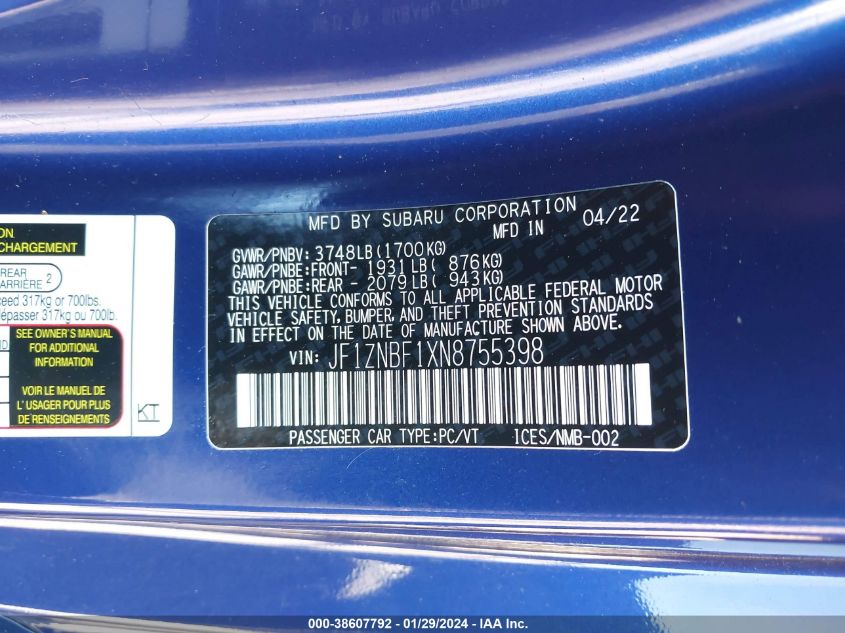 MFD BY SUBARU CORPORATION
MFD IN 04/22
GVWR/PNBV: 3748LB(1700KG)
GAWR/PNBE:FRONT- 1931LB( 876KG)
GAWR/PNBE:REAR - 2079LB( 943KG)
THIS VEHICLE CONFORMS TO ALL APPLICABLE FEDERAL MOTOR
VEHICLE SAFETY, BUMPER, AND THEFT PREVENTION STANDARDS
IN EFFECT ON THE DATE OF MANUFACTURE SHOWN ABOVE.
VIN: JF1ZNBF1XN8755398
PASSENGER CAR TYPE:PC/VT ICES/NMB-002
ON
CHARGEMENT
REAR
ARRIÈRE 2
ceed 317kg or 700lbs.
épasser 317kg ou 700lb.
SEE OWNER'S MANUAL
FOR ADDITIONAL
INFORMATION
VOIR LE MANUEL DE
L' USAGER POUR PLUS
DE RENSEIGNEMENTS
KT
000-38607792 - 01/29/2024 - IAA Inc.